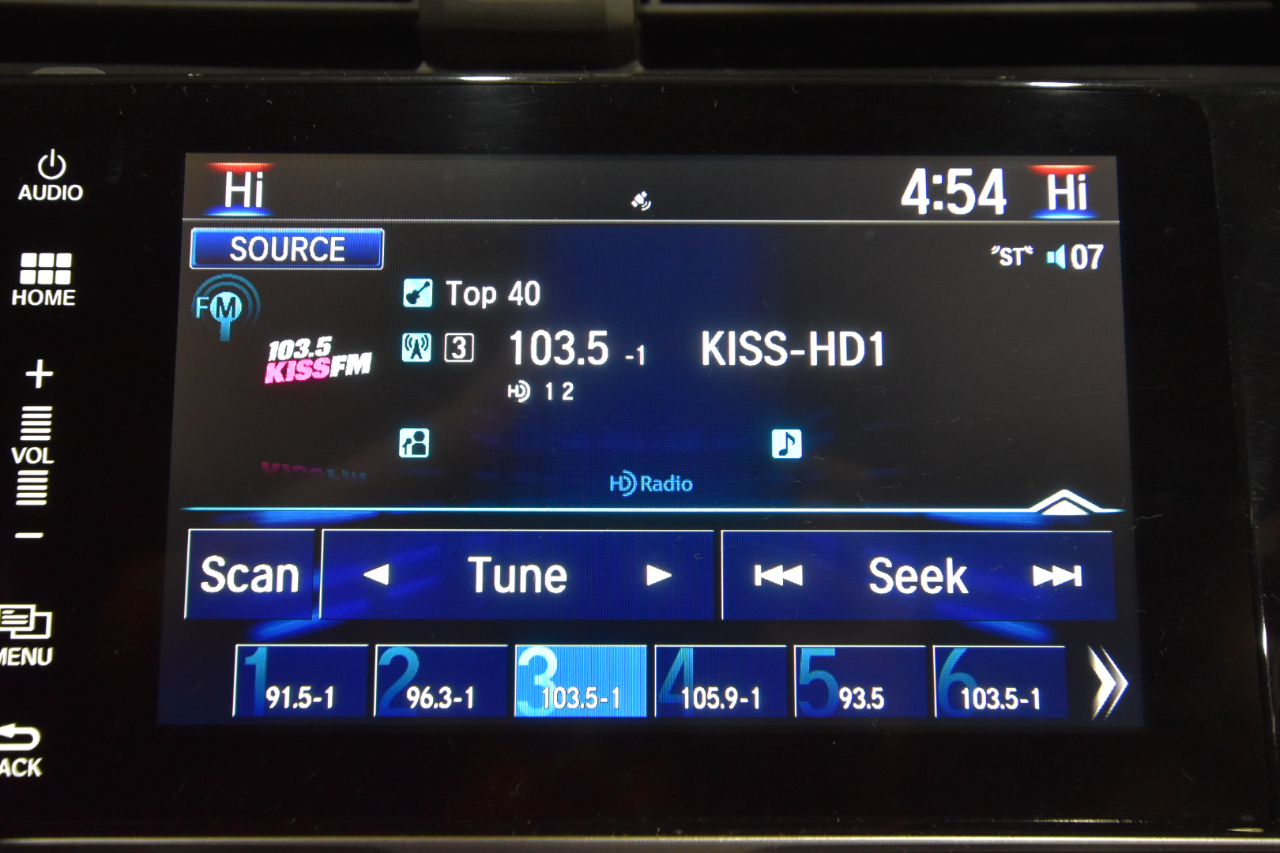 Hi 4:54 Hi
AUDIO
SOURCE
"ST" 07
HOME
FM
Top 40
103.5
KISSFM
3 103.5 -1 KISS-HD1
HD 1 2
+
VOL
−
HD Radio
Scan Tune Seek
MENU
1 91.5-1
2 96.3-1
3 103.5-1
4 105.9-1
5 93.5
6 103.5-1
ACK